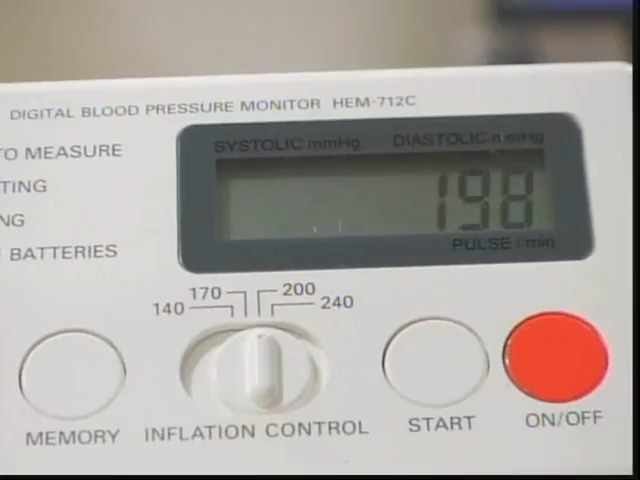 DIGITAL BLOOD PRESSURE MONITOR HEM-712C
TO MEASURE
TING
NG
BATTERIES
SYSTOLIC mmHg DIASTOLIC mmHg
198
PULSE / min
140 170 200 240
MEMORY
INFLATION CONTROL
START
ON/OFF